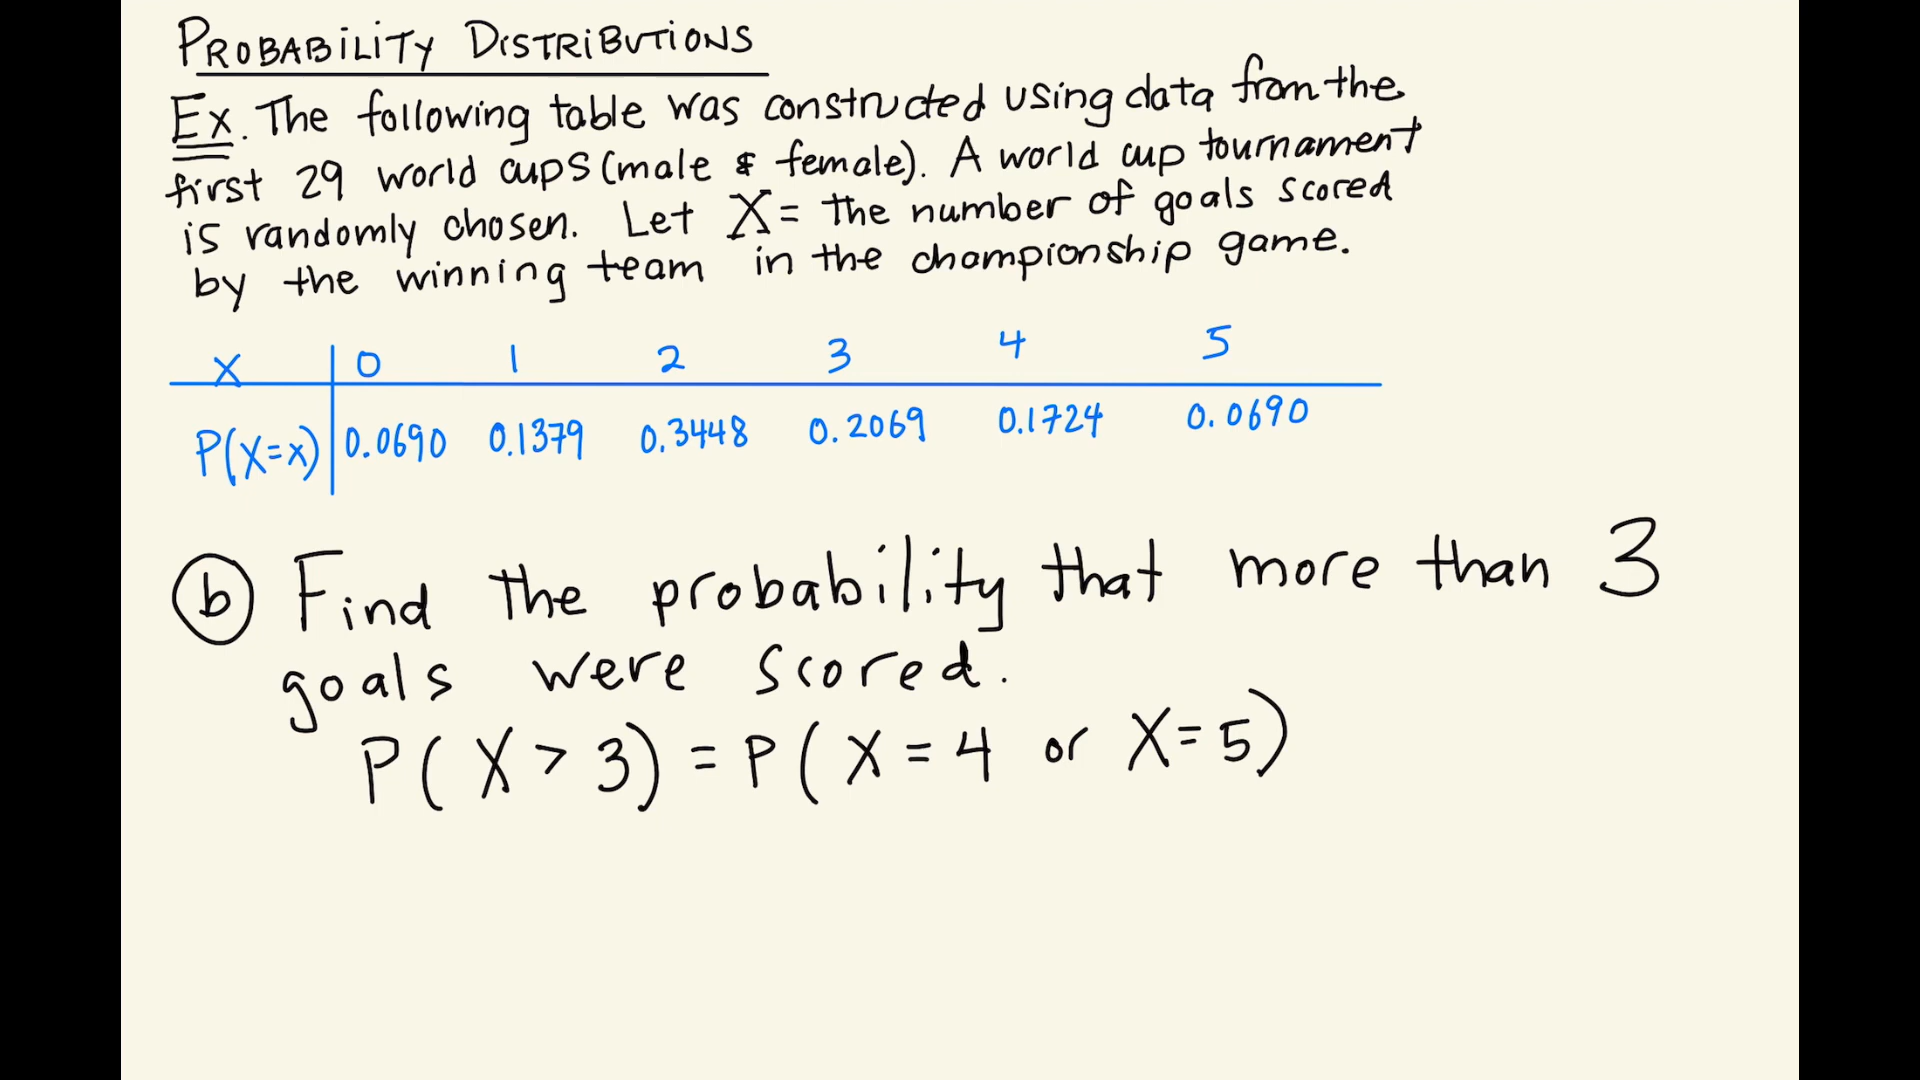 PROBABILITY DISTRIBUTIONS
Ex. The following table was constructed using data from the
first 29 world cups (male & female). A world cup tournament
is randomly chosen. Let X = the number of goals scored
by the winning team in the championship game.
x 0 1 2 3 4 5
P(X=x) 0.0690 0.1379 0.3448 0.2069 0.1724 0.0690
b Find the probability that more than 3
goals were scored.
P(X > 3) = P(X = 4 or X = 5)